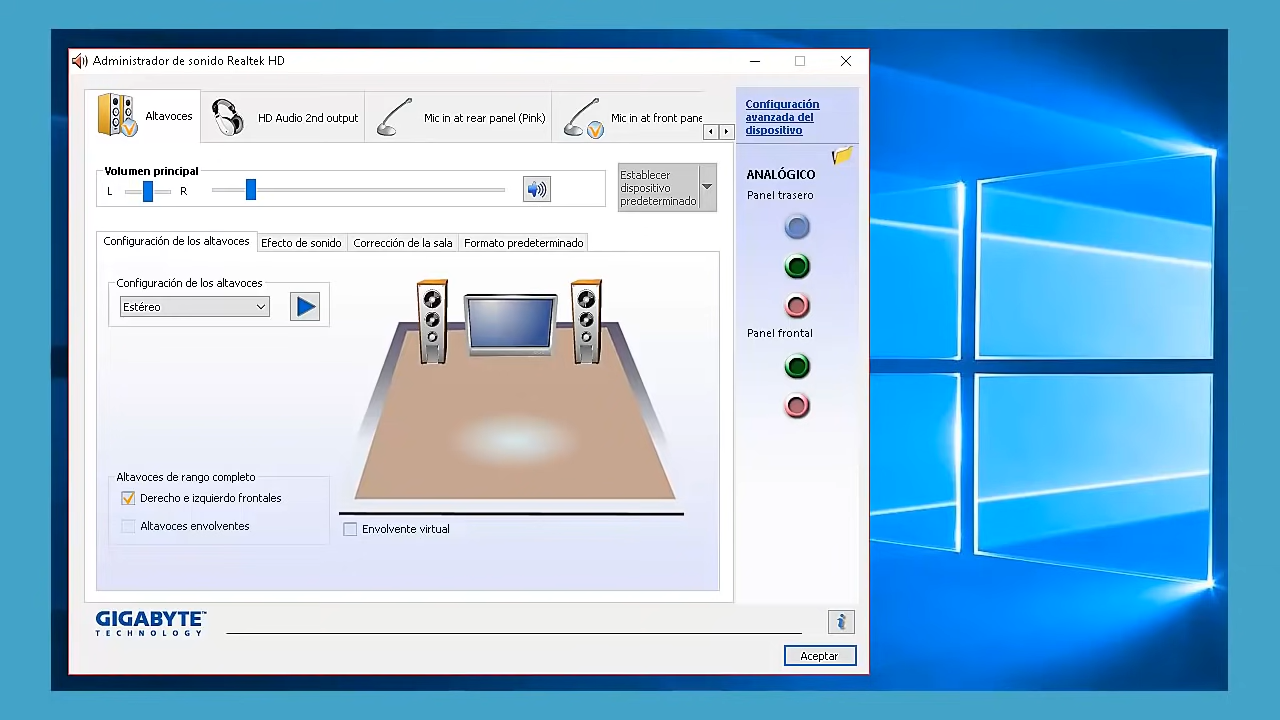 Administrador de sonido Realtek HD
Altavoces
HD Audio 2nd output
Mic in at rear panel (Pink)
Mic in at front pane
Configuración
avanzada del
dispositivo
Volumen principal
L
R
Establecer
dispositivo
predeterminado
ANALÓGICO
Panel trasero
Configuración de los altavoces
Efecto de sonido
Corrección de la sala
Formato predeterminado
Configuración de los altavoces
Estéreo
Panel frontal
Altavoces de rango completo
Derecho e izquierdo frontales
Altavoces envolventes
Envolvente virtual
GIGABYTE™
TECHNOLOGY
Aceptar